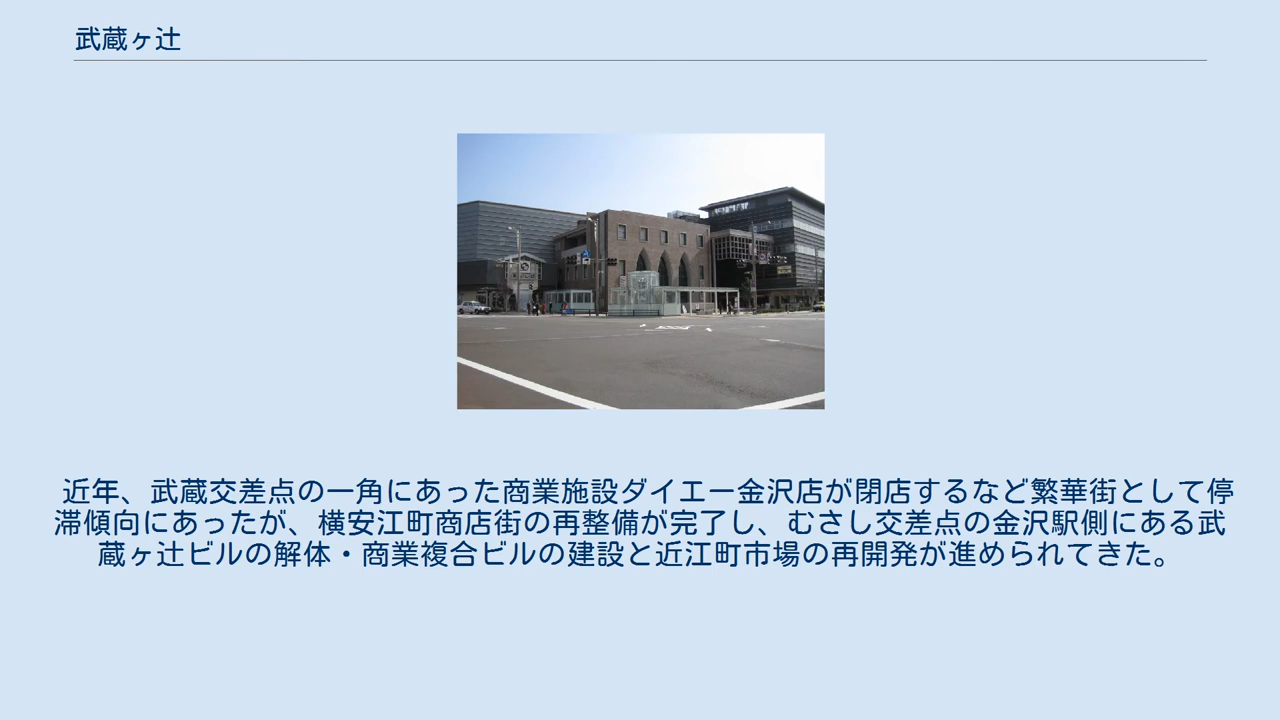 武蔵ヶ辻
近年、武蔵交差点の一角にあった商業施設ダイエー金沢店が閉店するなど繁華街として停
滞傾向にあったが、横安江町商店街の再整備が完了し、むさし交差点の金沢駅側にある武
蔵ヶ辻ビルの解体・商業複合ビルの建設と近江町市場の再開発が進められてきた。